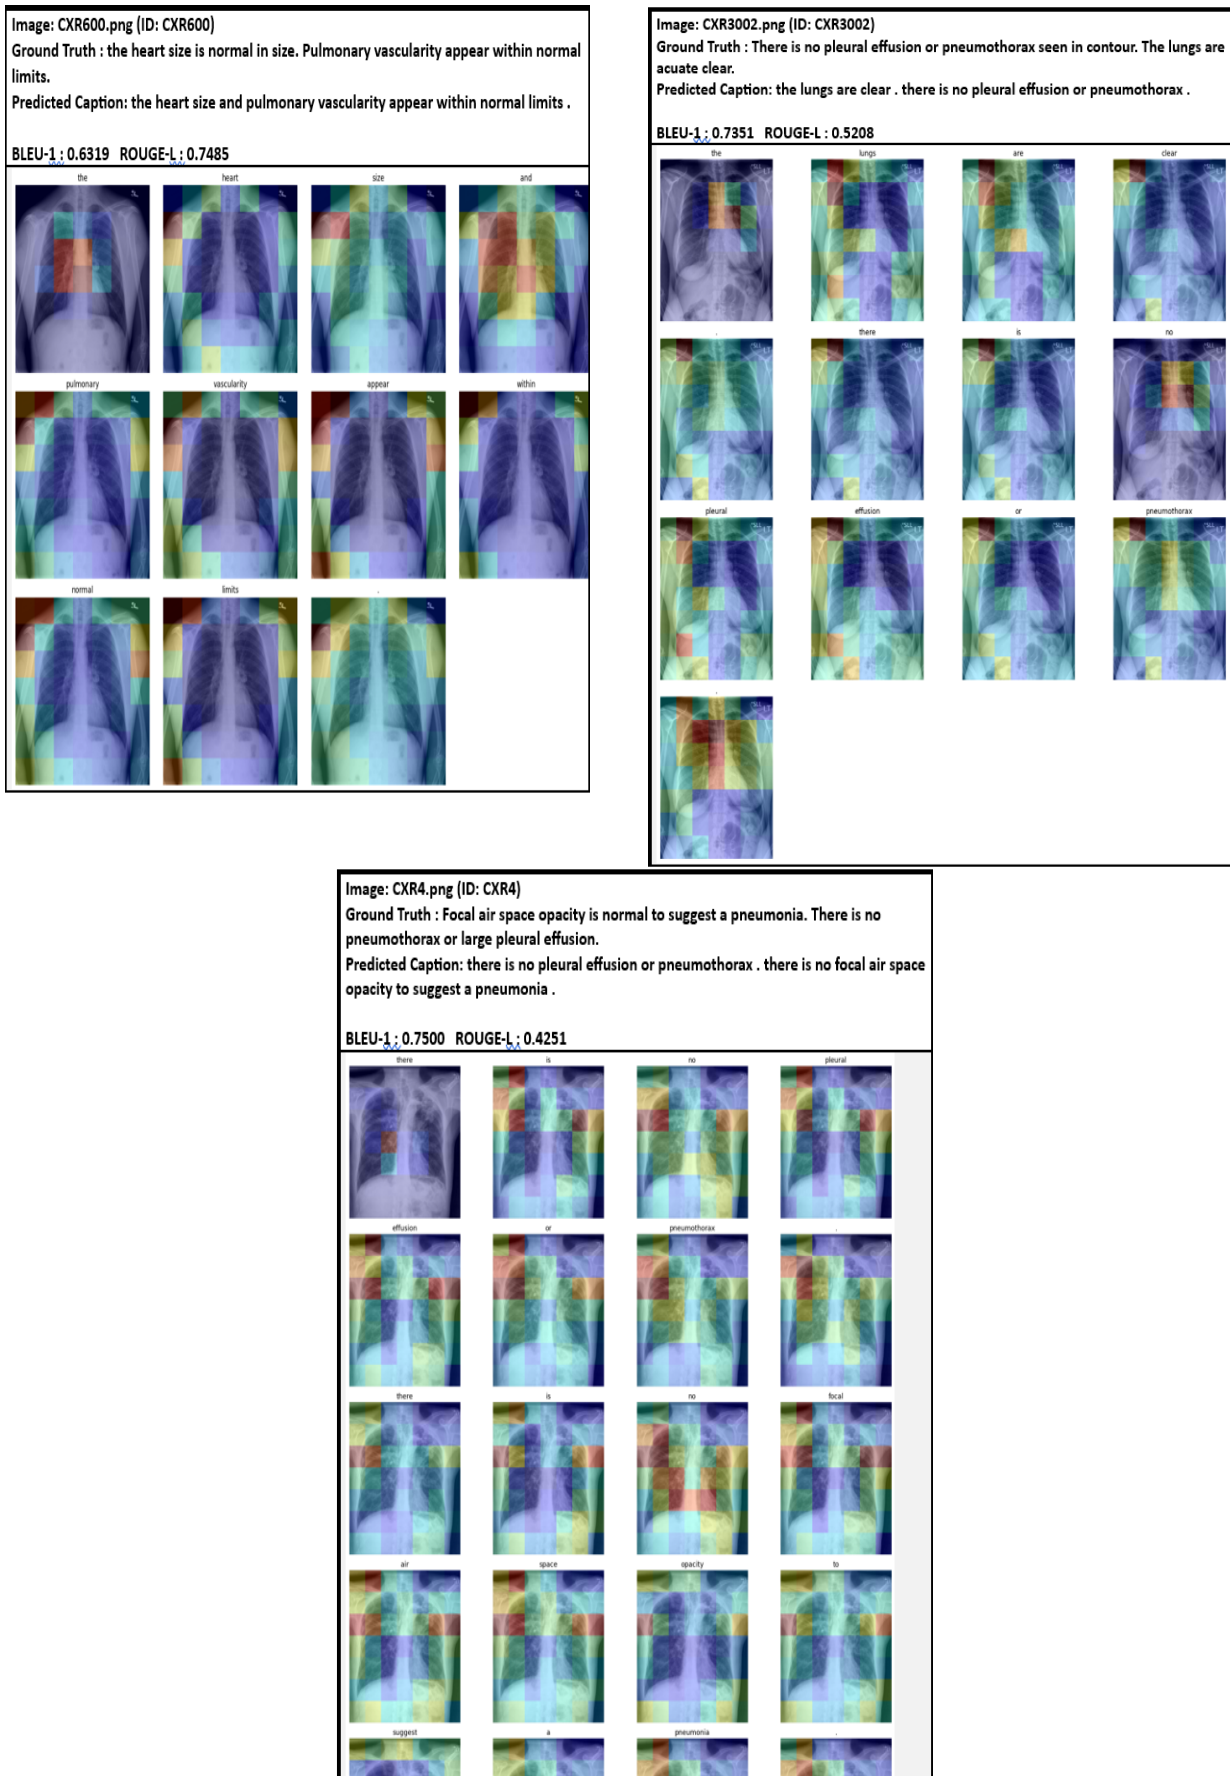 Image: CXR600.png (ID: CXR600)
Ground Truth : the heart size is normal in size. Pulmonary vascularity appear within normal
limits.
Predicted Caption: the heart size and pulmonary vascularity appear within normal limits .
BLEU-1 : 0.6319 ROUGE-L : 0.7485
the heart size and
pulmonary vascularity appear within
normal limits .
Image: CXR3002.png (ID: CXR3002)
Ground Truth : There is no pleural effusion or pneumothorax seen in contour. The lungs are
acuate clear.
Predicted Caption: the lungs are clear . there is no pleural effusion or pneumothorax .
BLEU-1 : 0.7351 ROUGE-L : 0.5208
the lungs are clear
. there is no
pleural effusion or pneumothorax
.
Image: CXR4.png (ID: CXR4)
Ground Truth : Focal air space opacity is normal to suggest a pneumonia. There is no
pneumothorax or large pleural effusion.
Predicted Caption: there is no pleural effusion or pneumothorax . there is no focal air space
opacity to suggest a pneumonia .
BLEU-1 : 0.7500 ROUGE-L : 0.4251
there is no pleural
effusion or pneumothorax .
there is no focal
air space opacity to
suggest a pneumonia .